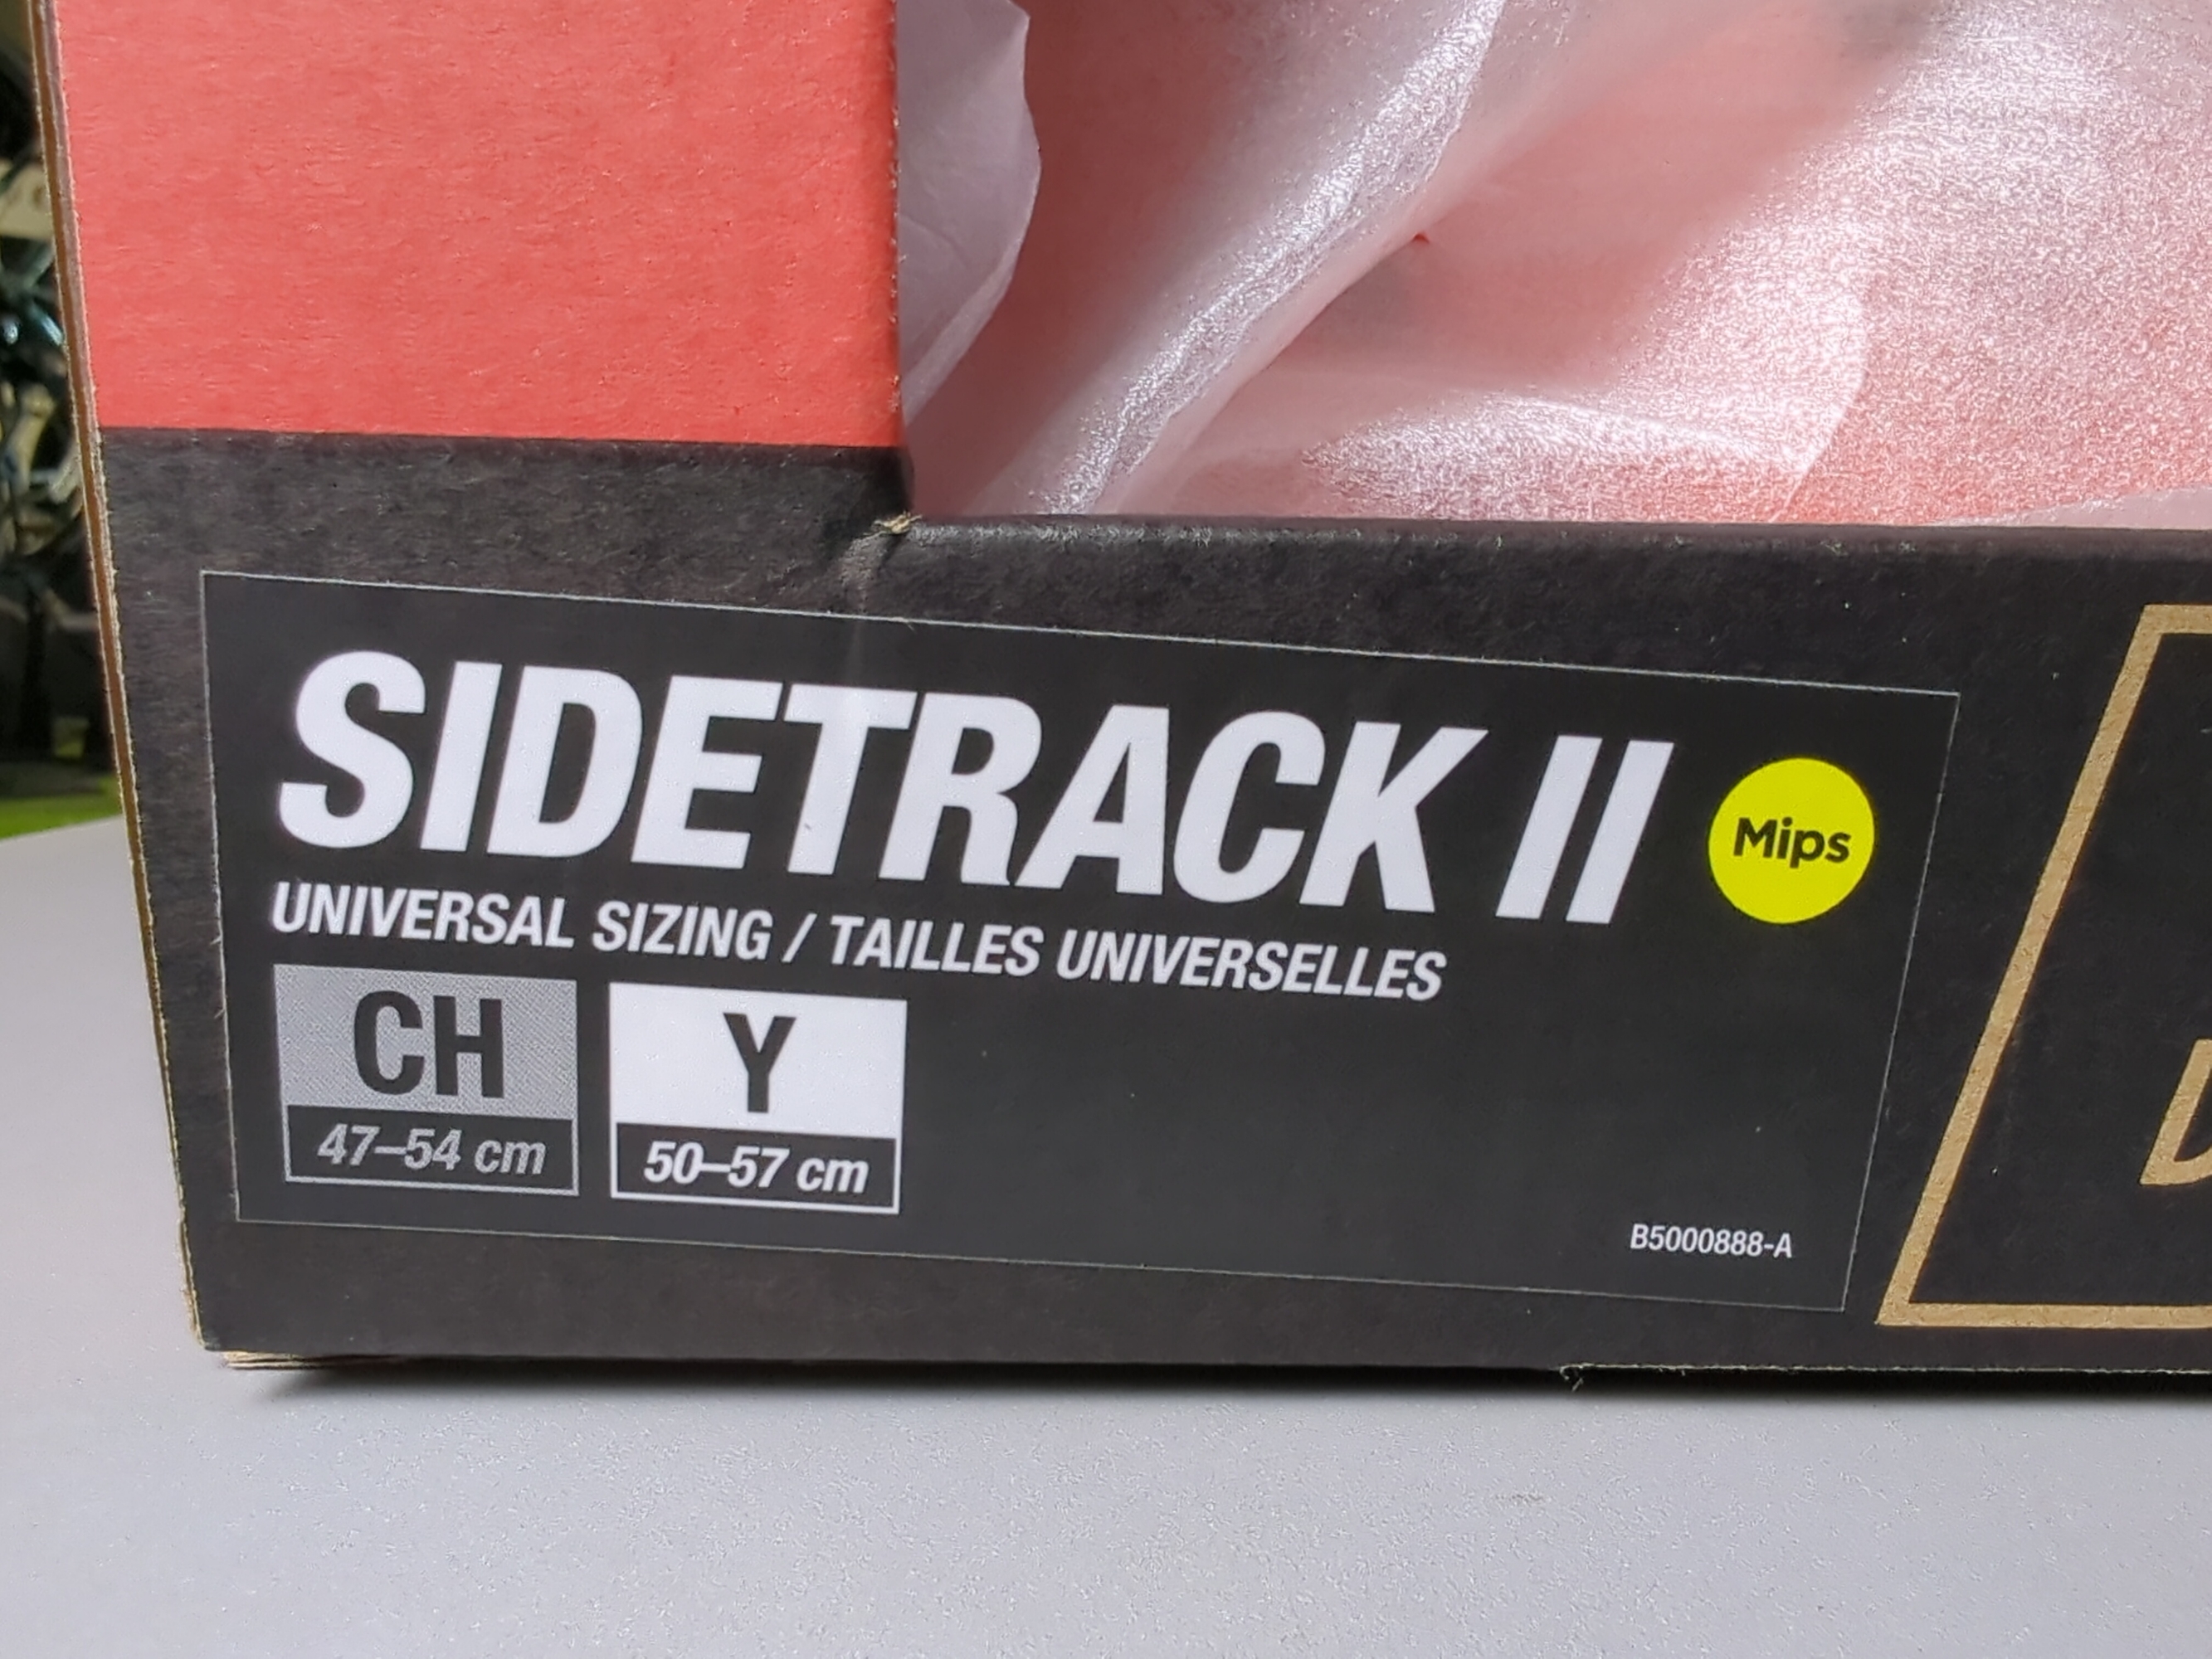 SIDETRACK II
Mips
UNIVERSAL SIZING / TAILLES UNIVERSELLES
CH Y
47–54 cm 50–57 cm
B5000888-A